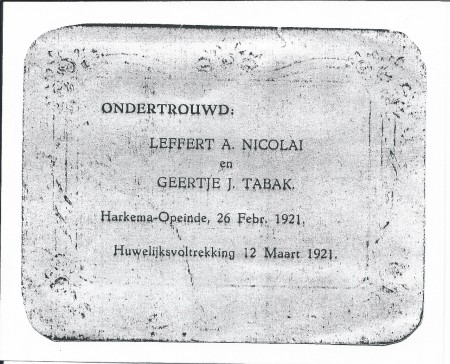 ONDERTROUWD:
LEFFERT A. NICOLAI
en
GEERTJE J. TABAK.
Harkema-Opeinde, 26 Febr. 1921.
Huwelijksvoltrekking 12 Maart 1921.